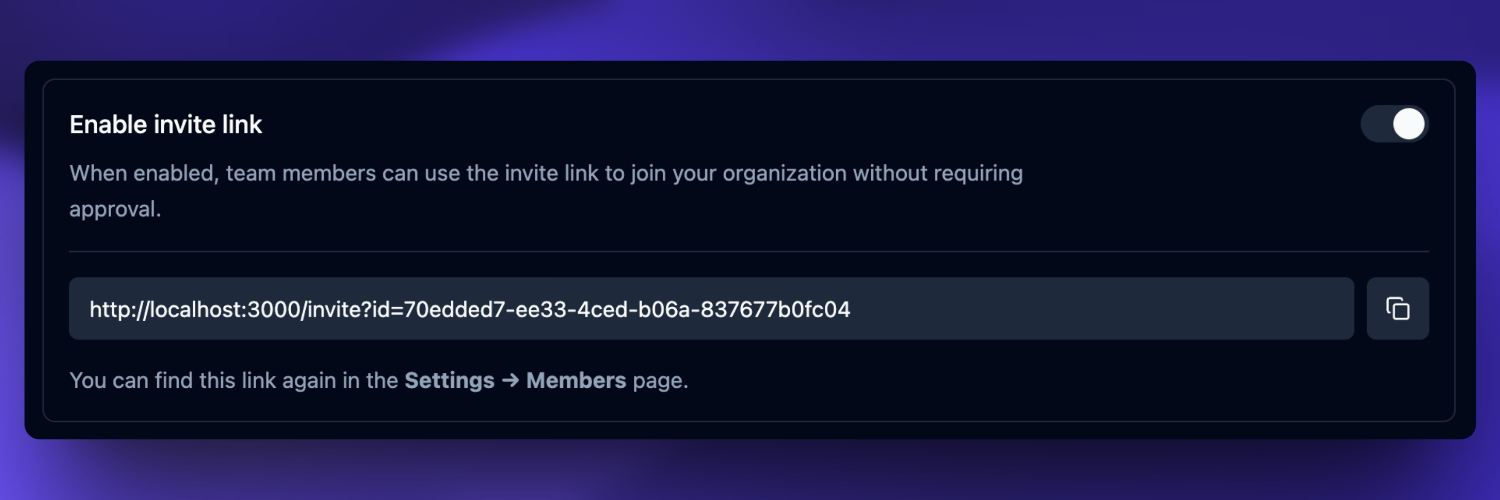 Enable invite link
When enabled, team members can use the invite link to join your organization without requiring
approval.
http://localhost:3000/invite?id=70edded7-ee33-4ced-b06a-837677b0fc04
You can find this link again in the Settings → Members page.